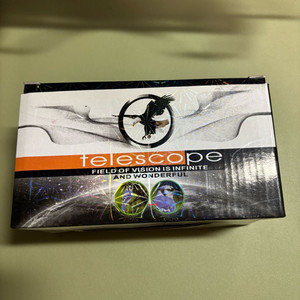 telescope
FIELD OF VISION IS INFINITE
AND WONDERFUL